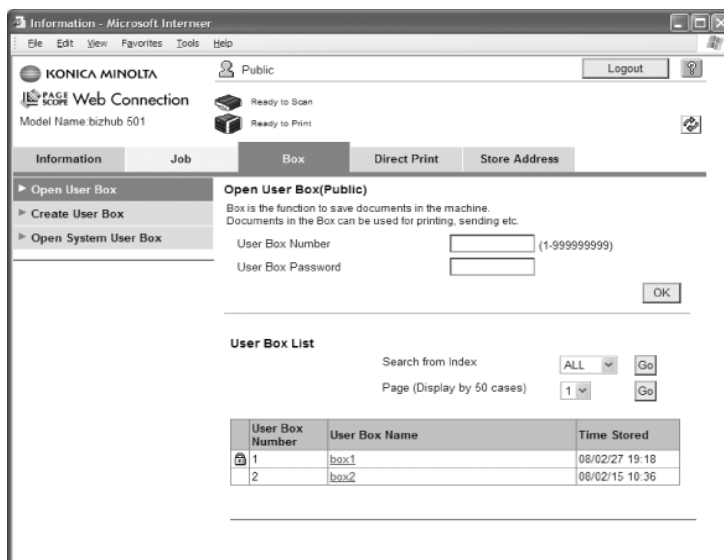 Information - Microsoft Interneer
File Edit View Favorites Tools Help
KONICA MINOLTA
Public
Logout
?
PAGE SCOPE Web Connection
Ready to Scan
Model Name:bizhub 501
Ready to Print
Information Job Box Direct Print Store Address
Open User Box
Create User Box
Open System User Box
Open User Box(Public)
Box is the function to save documents in the machine.
Documents in the Box can be used for printing, sending etc.
User Box Number (1-999999999)
User Box Password
OK
User Box List
Search from Index ALL Go
Page (Display by 50 cases) 1 Go
User Box Number User Box Name Time Stored
1 box1 08/02/27 19:18
2 box2 08/02/15 10:36